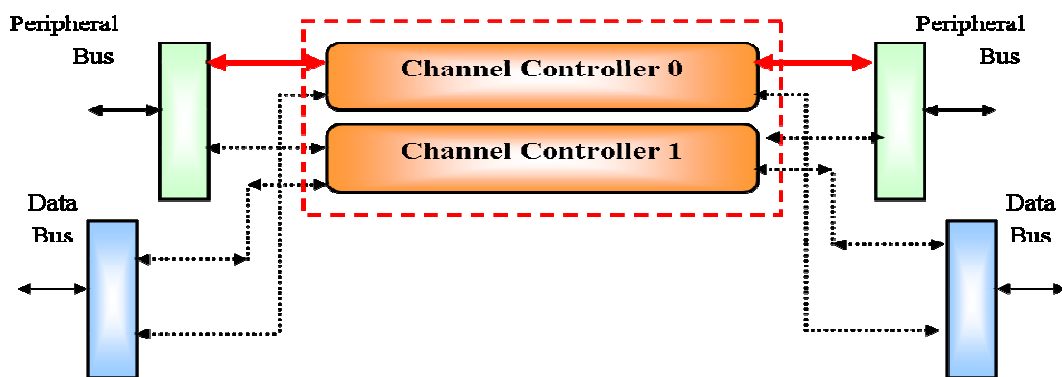 Peripheral
Bus
Channel Controller 0
Peripheral
Bus
Channel Controller 1
Data
Bus
Data
Bus